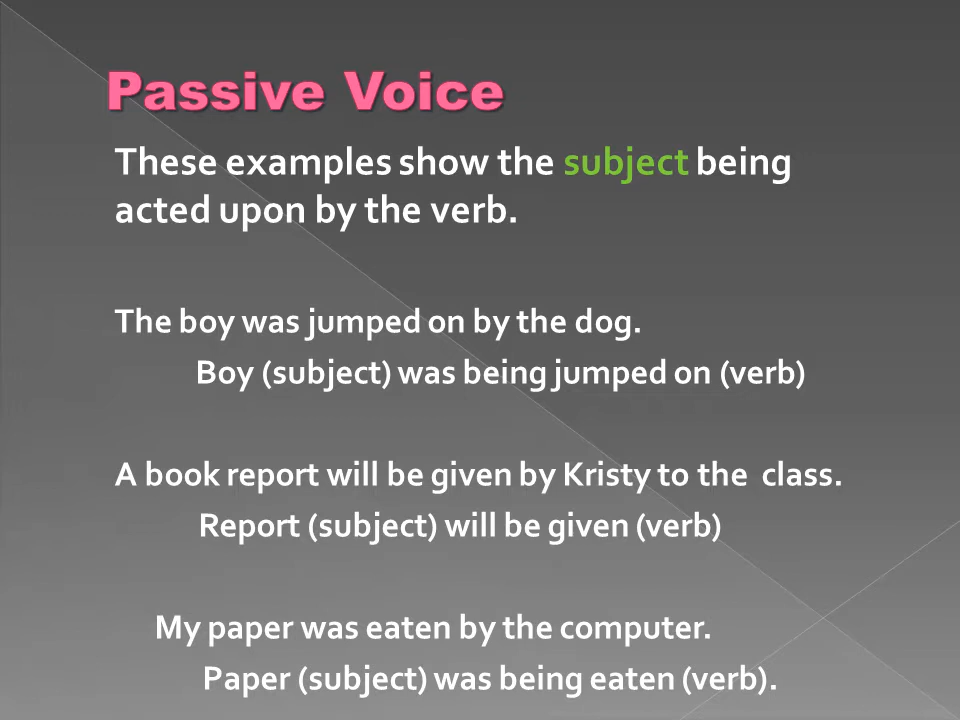 Passive Voice
These examples show the subject being
acted upon by the verb.
The boy was jumped on by the dog.
Boy (subject) was being jumped on (verb)
A book report will be given by Kristy to the  class.
Report (subject) will be given (verb)
My paper was eaten by the computer.
Paper (subject) was being eaten (verb).